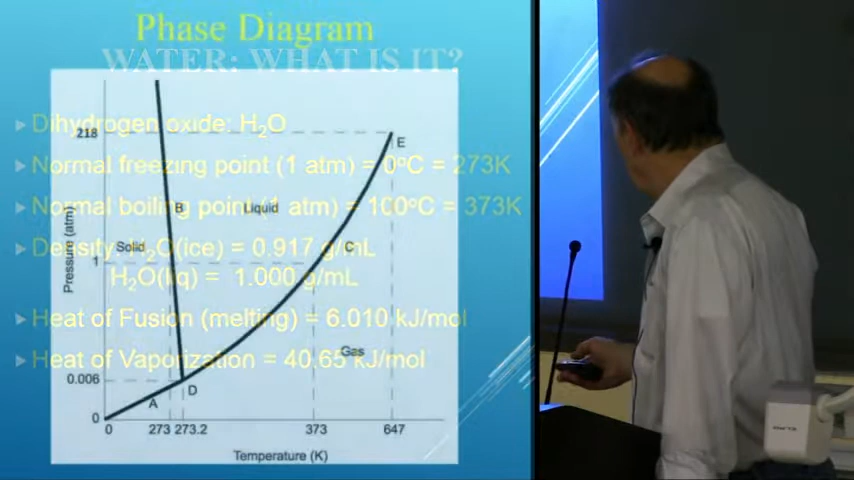 Phase Diagram
WATER: WHAT IS IT?
Dihydrogen oxide: H₂O
Normal freezing point (1 atm) = 0°C = 273K
Normal boiling point (1 atm) = 100°C = 373K
Density: H₂O(ice) = 0.917 g/mL
H₂O(liq) = 1.000 g/mL
Heat of Fusion (melting) = 6.010 kJ/mol
Heat of Vaporization = 40.65 kJ/mol
Pressure (atm)
218
1
0.006
0
Solid
Liquid
Gas
A
B
C
D
E
0 273 273.2 373 647
Temperature (K)